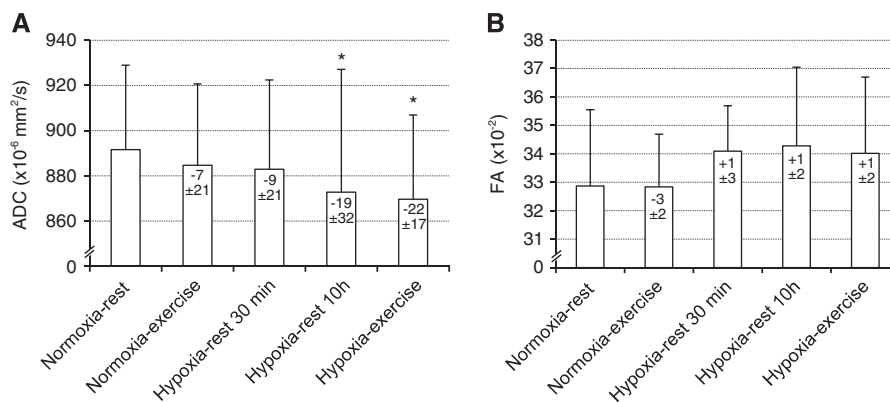 A
ADC (x10⁻⁶ mm²/s)
940
920
900
880
860
0
-7
±21
-9
±21
*
-19
±32
*
-22
±17
Normoxia-rest
Normoxia-exercise
Hypoxia-rest 30 min
Hypoxia-rest 10h
Hypoxia-exercise
B
FA (x10⁻²)
38
37
36
35
34
33
32
31
0
-3
±2
+1
±3
+1
±2
+1
±2
Normoxia-rest
Normoxia-exercise
Hypoxia-rest 30 min
Hypoxia-rest 10h
Hypoxia-exercise